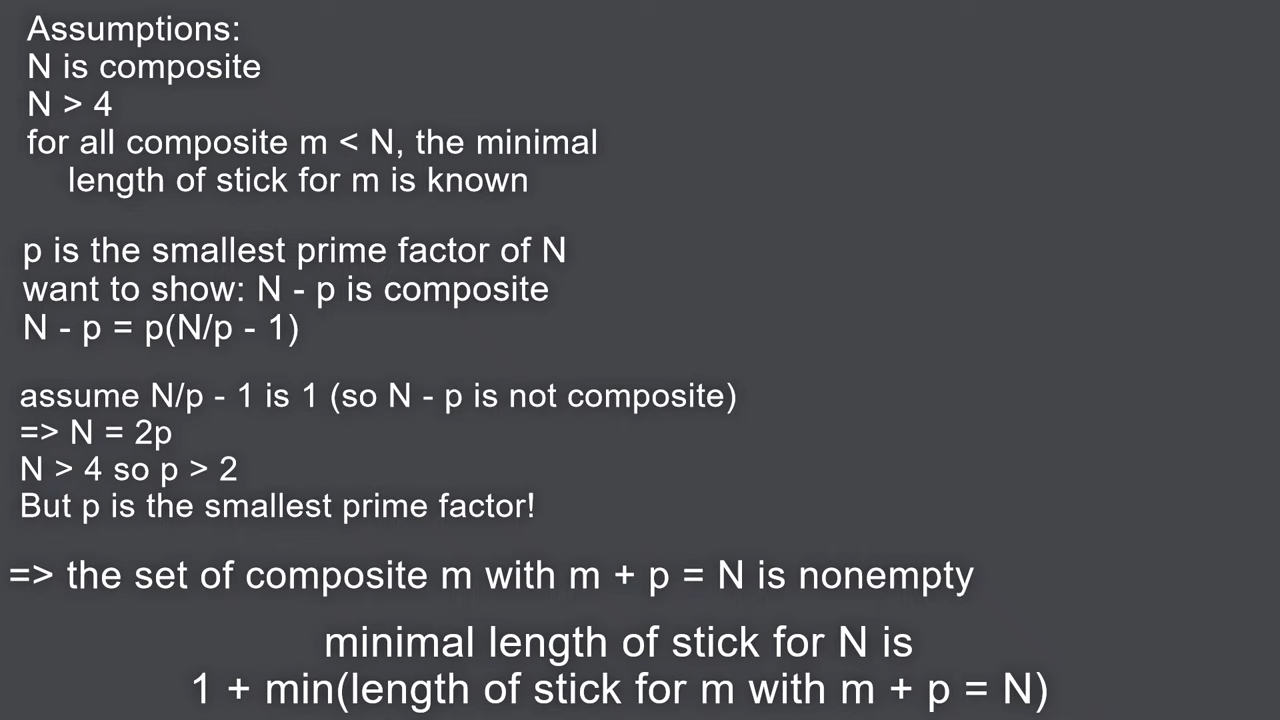 Assumptions:
N is composite
N > 4
for all composite m < N, the minimal
length of stick for m is known
p is the smallest prime factor of N
want to show: N - p is composite
N - p = p(N/p - 1)
assume N/p - 1 is 1 (so N - p is not composite)
=> N = 2p
N > 4 so p > 2
But p is the smallest prime factor!
=> the set of composite m with m + p = N is nonempty
minimal length of stick for N is
1 + min(length of stick for m with m + p = N)